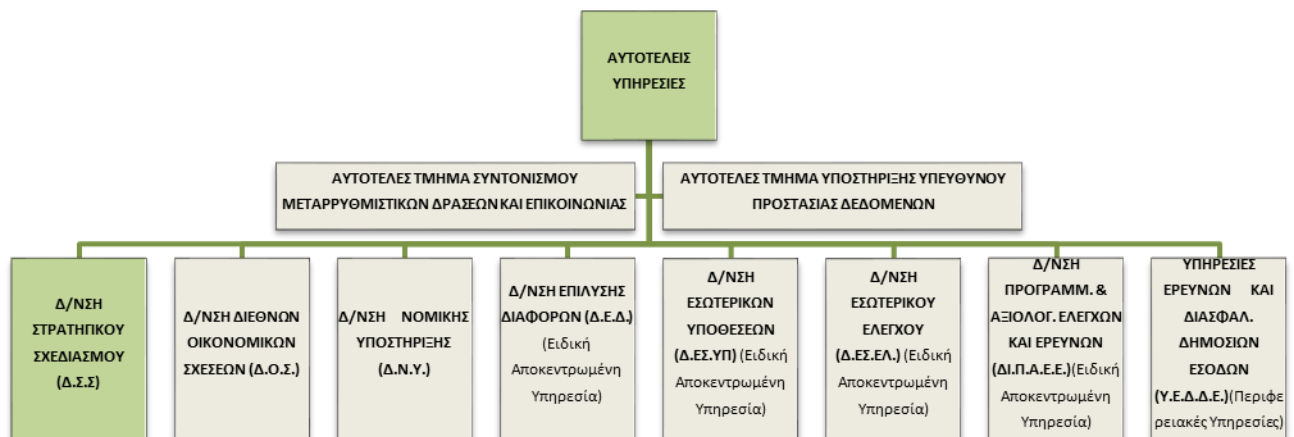 ΑΥΤΟΤΕΛΕΙΣ
ΥΠΗΡΕΣΙΕΣ
ΑΥΤΟΤΕΛΕΣ ΤΜΗΜΑ ΣΥΝΤΟΝΙΣΜΟΥ
ΜΕΤΑΡΡΥΘΜΙΣΤΙΚΩΝ ΔΡΑΣΕΩΝ ΚΑΙ ΕΠΙΚΟΙΝΩΝΙΑΣ
ΑΥΤΟΤΕΛΕΣ ΤΜΗΜΑ ΥΠΟΣΤΗΡΙΞΗΣ ΥΠΕΥΘΥΝΟΥ
ΠΡΟΣΤΑΣΙΑΣ ΔΕΔΟΜΕΝΩΝ
Δ/ΝΣΗ
ΣΤΡΑΤΗΓΙΚΟΥ
ΣΧΕΔΙΑΣΜΟΥ
(Δ.Σ.Σ)
Δ/ΝΣΗ ΔΙΕΘΝΩΝ
ΟΙΚΟΝΟΜΙΚΩΝ
ΣΧΕΣΕΩΝ (Δ.Ο.Σ.)
Δ/ΝΣΗ ΝΟΜΙΚΗΣ
ΥΠΟΣΤΗΡΙΞΗΣ
(Δ.Ν.Υ.)
Δ/ΝΣΗ ΕΠΙΛΥΣΗΣ
ΔΙΑΦΟΡΩΝ (Δ.Ε.Δ.)
(Ειδική
Αποκεντρωμένη
Υπηρεσία)
Δ/ΝΣΗ
ΕΣΩΤΕΡΙΚΩΝ
ΥΠΟΘΕΣΕΩΝ
(Δ.ΕΣ.ΥΠ) (Ειδική
Αποκεντρωμένη
Υπηρεσία)
Δ/ΝΣΗ
ΕΣΩΤΕΡΙΚΟΥ
ΕΛΕΓΧΟΥ
(Δ.ΕΣ.ΕΛ.) (Ειδική
Αποκεντρωμένη
Υπηρεσία)
Δ/ΝΣΗ
ΠΡΟΓΡΑΜΜ. &
ΑΞΙΟΛΟΓ. ΕΛΕΓΧΩΝ
ΚΑΙ ΕΡΕΥΝΩΝ
(ΔΙ.Π.Α.Ε.Ε.)(Ειδική
Αποκεντρωμένη
Υπηρεσία)
ΥΠΗΡΕΣΙΕΣ
ΕΡΕΥΝΩΝ ΚΑΙ
ΔΙΑΣΦΑΛ.
ΔΗΜΟΣΙΩΝ
ΕΣΟΔΩΝ
(Υ.Ε.Δ.Δ.Ε.)(Περιφε
ρειακές Υπηρεσίες)